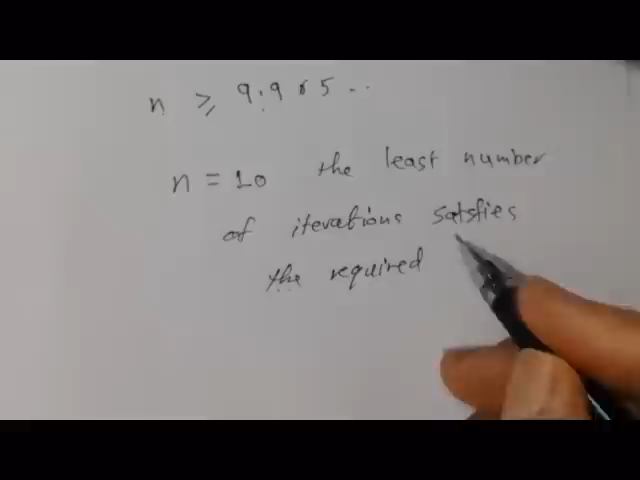 n ≥ 9.965 ..
n = 10 the least number
of iterations satsfies
the required